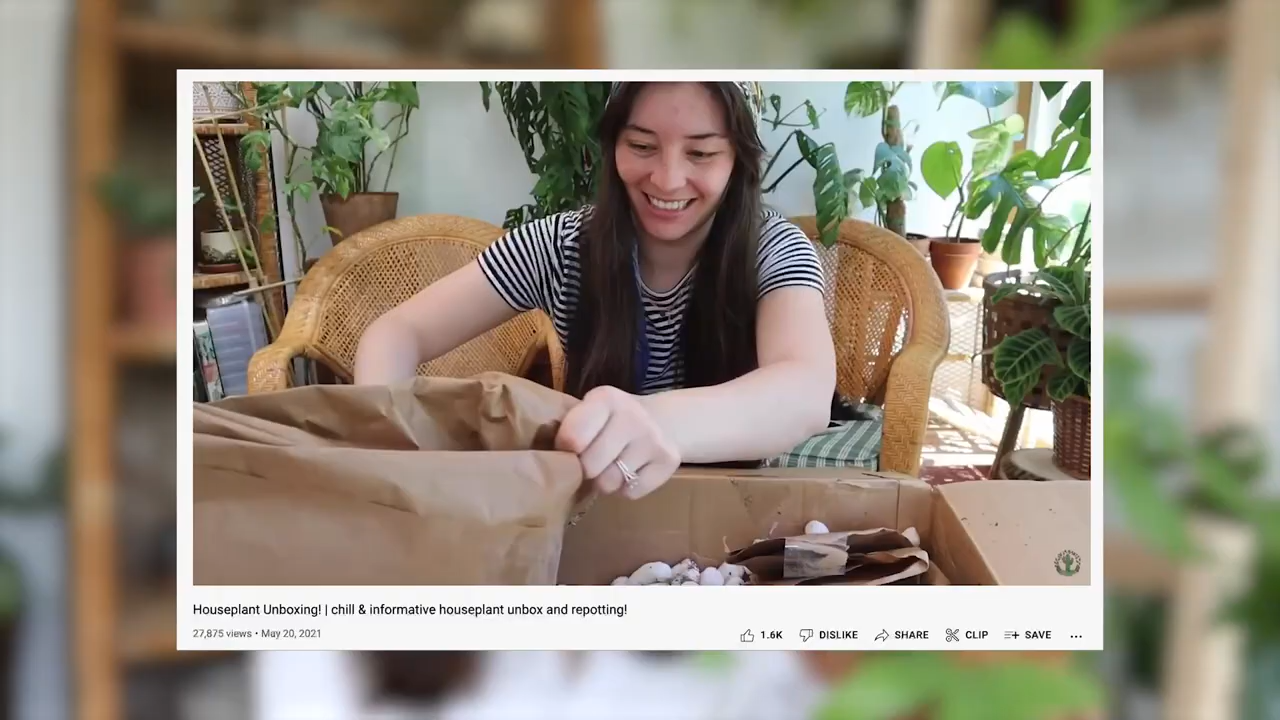 Houseplant Unboxing! | chill & informative houseplant unbox and repotting!
27,875 views • May 20, 2021
1.6K DISLIKE SHARE CLIP SAVE ...